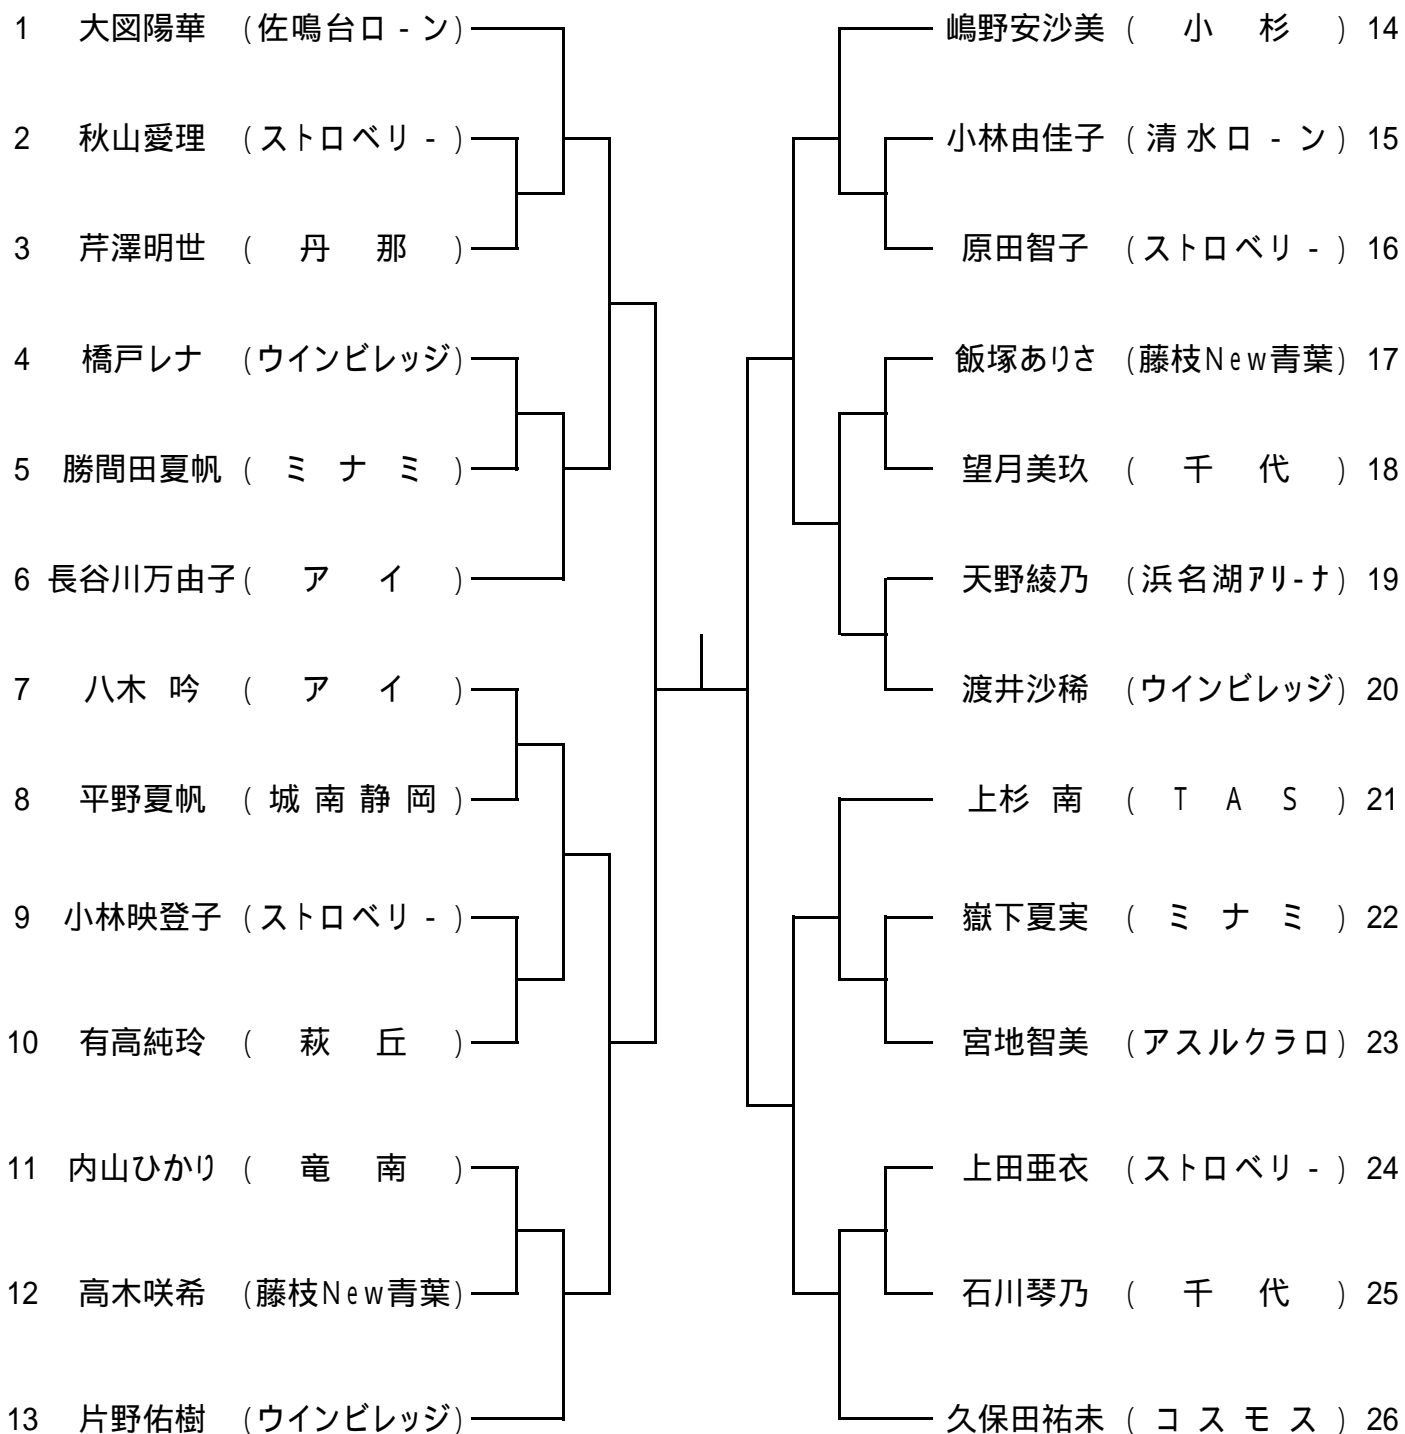 1 大図陽華 (佐鳴台ロ-ン)
2 秋山愛理 (ストロベリ-)
3 芹澤明世 (丹那)
4 橋戸レナ (ウインビレッジ)
5 勝間田夏帆 (ミナミ)
6 長谷川万由子 (アイ)
7 八木 吟 (アイ)
8 平野夏帆 (城南静岡)
9 小林映登子 (ストロベリ-)
10 有高純玲 (萩丘)
11 内山ひかり (竜南)
12 高木咲希 (藤枝New青葉)
13 片野佑樹 (ウインビレッジ)
嶋野安沙美 (小杉) 14
小林由佳子 (清水ロ-ン) 15
原田智子 (ストロベリ-) 16
飯塚ありさ (藤枝New青葉) 17
望月美玖 (千代) 18
天野綾乃 (浜名湖アリ-ナ) 19
渡井沙稀 (ウインビレッジ) 20
上杉 南 (TAS) 21
嶽下夏実 (ミナミ) 22
宮地智美 (アスルクラロ) 23
上田亜衣 (ストロベリ-) 24
石川琴乃 (千代) 25
久保田祐未 (コスモス) 26